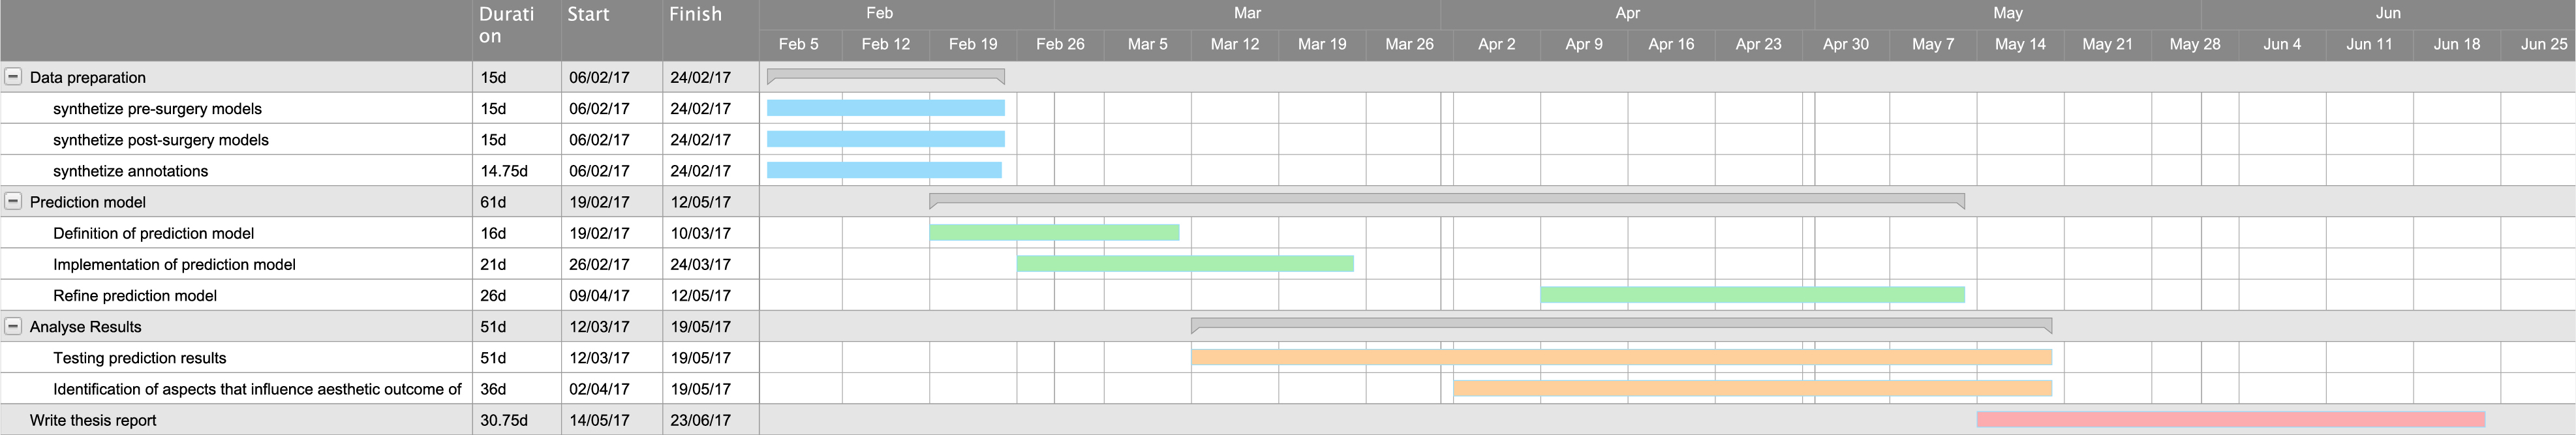 Durati
on Start Finish Feb Mar Apr May Jun
Feb 5 Feb 12 Feb 19 Feb 26 Mar 5 Mar 12 Mar 19 Mar 26 Apr 2 Apr 9 Apr 16 Apr 23 Apr 30 May 7 May 14 May 21 May 28 Jun 4 Jun 11 Jun 18 Jun 25
Data preparation 15d 06/02/17 24/02/17
synthetize pre-surgery models 15d 06/02/17 24/02/17
synthetize post-surgery models 15d 06/02/17 24/02/17
synthetize annotations 14.75d 06/02/17 24/02/17
Prediction model 61d 19/02/17 12/05/17
Definition of prediction model 16d 19/02/17 10/03/17
Implementation of prediction model 21d 26/02/17 24/03/17
Refine prediction model 26d 09/04/17 12/05/17
Analyse Results 51d 12/03/17 19/05/17
Testing prediction results 51d 12/03/17 19/05/17
Identification of aspects that influence aesthetic outcome of 36d 02/04/17 19/05/17
Write thesis report 30.75d 14/05/17 23/06/17